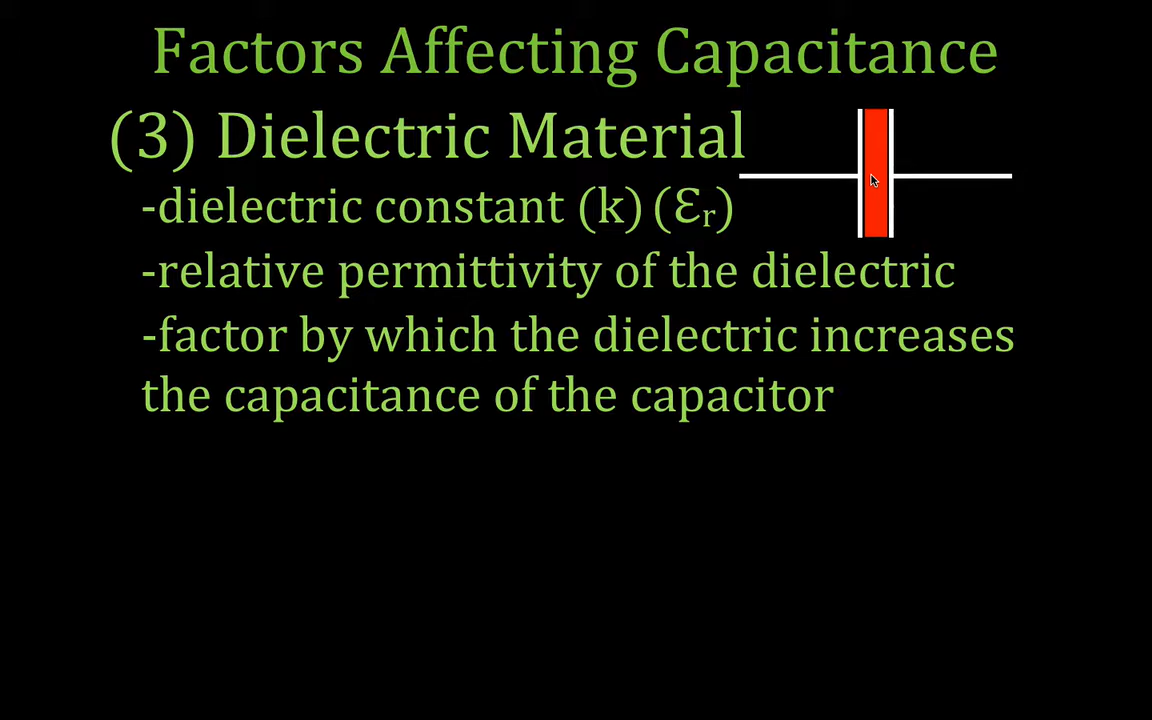 Factors Affecting Capacitance
(3) Dielectric Material
-dielectric constant (k) (Ɛᵣ)
-relative permittivity of the dielectric
-factor by which the dielectric increases
the capacitance of the capacitor